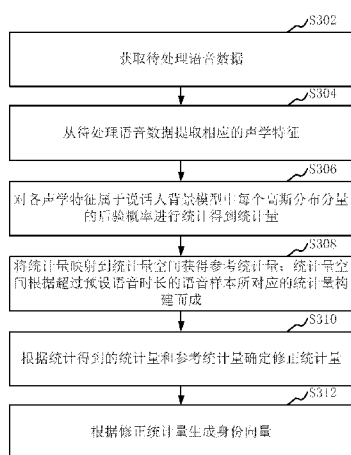 S302
获取待处理语音数据
S304
从待处理语音数据提取相应的声学特征
S306
对各声学特征属于说话人背景模型中每个高斯分布分量
的后验概率进行统计得到统计量
S308
将统计量映射到统计量空间获得参考统计量；统计量空
间根据超过预设语音时长的语音样本所对应的统计量构
建而成
S310
根据统计得到的统计量和参考统计量确定修正统计量
S312
根据修正统计量生成身份向量